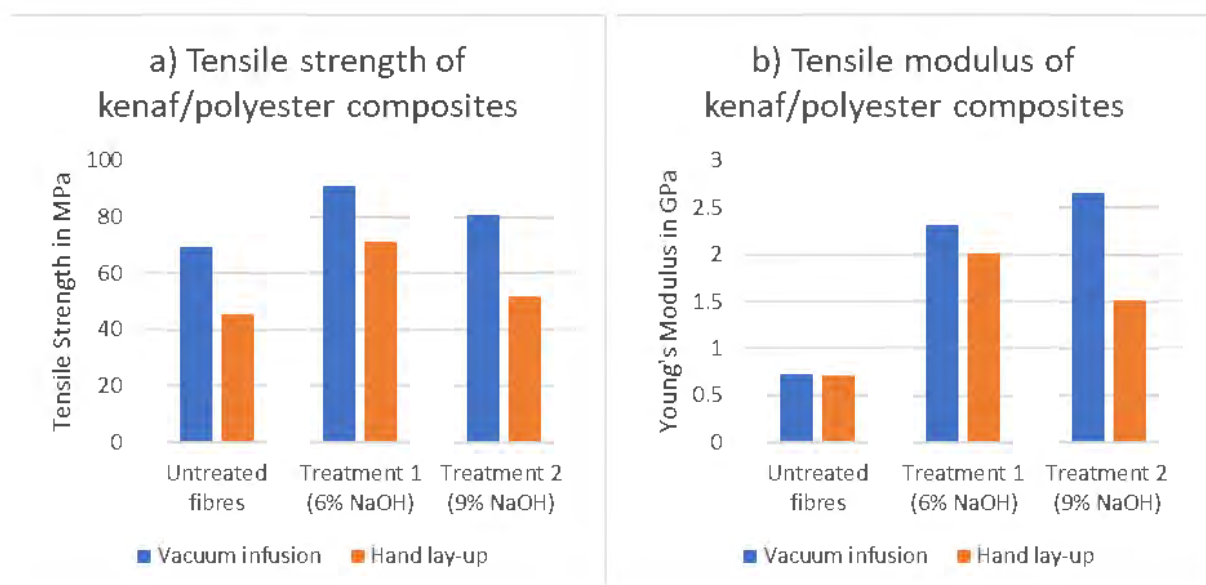 a) Tensile strength of
kenaf/polyester composites
Tensile Strength in MPa
100
80
60
40
20
0
Untreated
fibres
Treatment 1
(6% NaOH)
Treatment 2
(9% NaOH)
Vacuum infusion
Hand lay-up
b) Tensile modulus of
kenaf/polyester composites
Young's Modulus in GPa
3
2.5
2
1.5
1
0.5
0
Untreated
fibres
Treatment 1
(6% NaOH)
Treatment 2
(9% NaOH)
Vacuum infusion
Hand lay-up